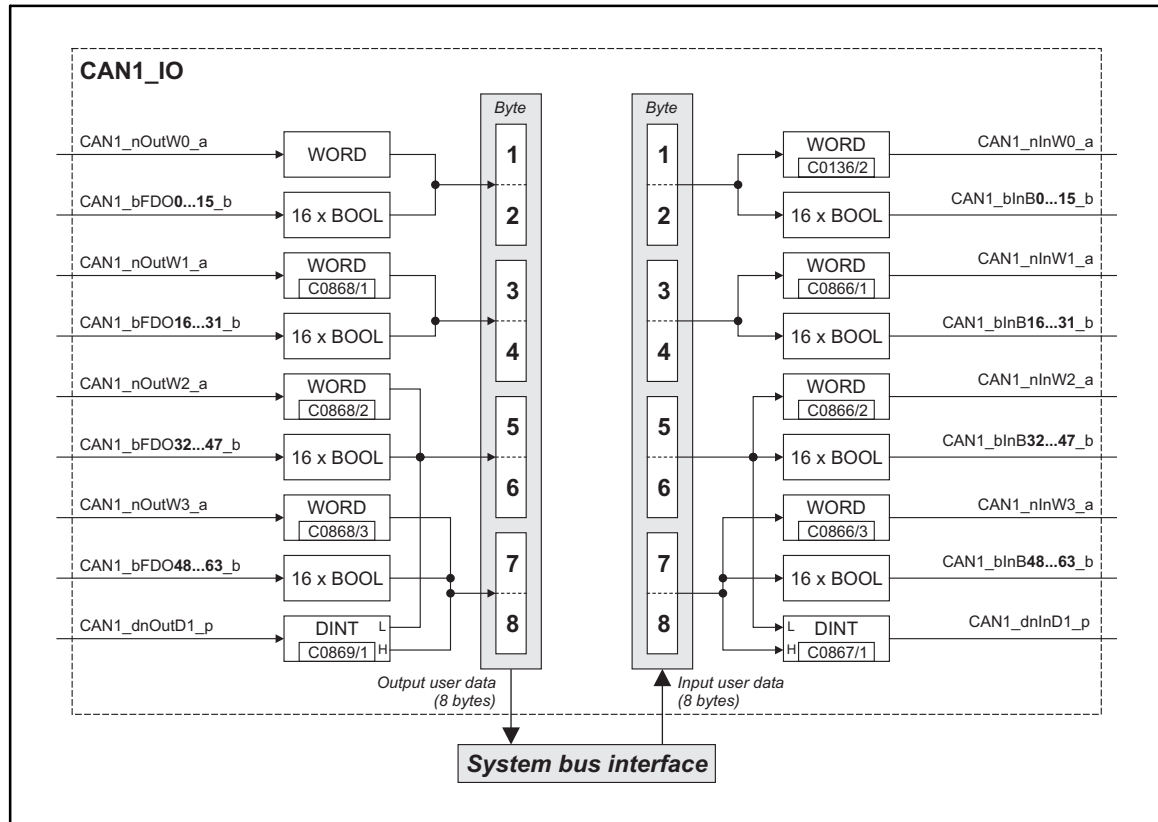 CAN1_IO
Byte
Byte
CAN1_nOutW0_a
WORD
1
1
WORD
C0136/2
CAN1_nInW0_a
CAN1_bFDO0...15_b
16 x BOOL
2
2
16 x BOOL
CAN1_bInB0...15_b
CAN1_nOutW1_a
WORD
C0868/1
3
3
WORD
C0866/1
CAN1_nInW1_a
CAN1_bFDO16...31_b
16 x BOOL
4
4
16 x BOOL
CAN1_bInB16...31_b
CAN1_nOutW2_a
WORD
C0868/2
5
5
WORD
C0866/2
CAN1_nInW2_a
CAN1_bFDO32...47_b
16 x BOOL
6
6
16 x BOOL
CAN1_bInB32...47_b
CAN1_nOutW3_a
WORD
C0868/3
7
7
WORD
C0866/3
CAN1_nInW3_a
CAN1_bFDO48...63_b
16 x BOOL
8
8
16 x BOOL
CAN1_bInB48...63_b
CAN1_dnOutD1_p
DINT
L
C0869/1
H
L
DINT
H
C0867/1
CAN1_dnInD1_p
Output user data
(8 bytes)
Input user data
(8 bytes)
System bus interface